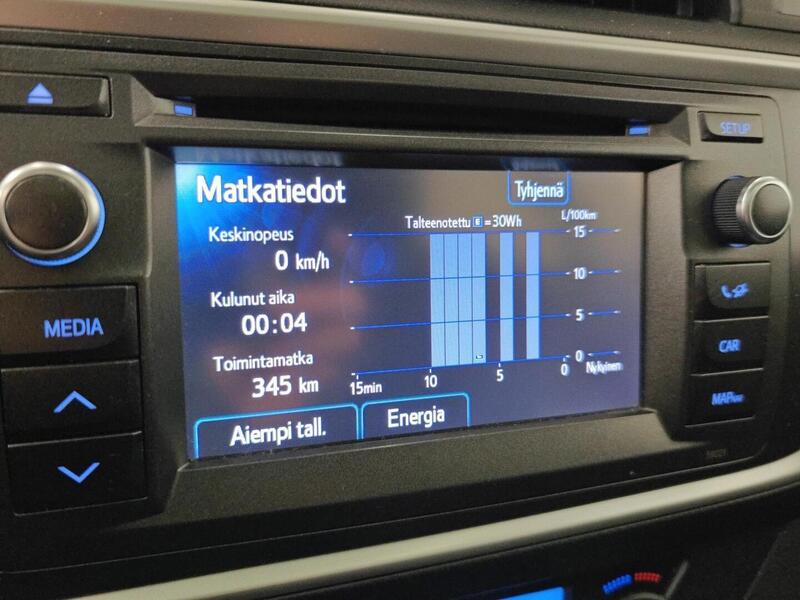 SETUP
Matkatiedot
Tyhjennä
Talteenotettu E = 30Wh
L/100km
Keskinopeus
0 km/h
Kulunut aika
00:04
Toimintamatka
345 km
15
10
5
0
15min 10 5 0 Nykyinen
Aiempi tall.
Energia
MEDIA
CAR
MAP